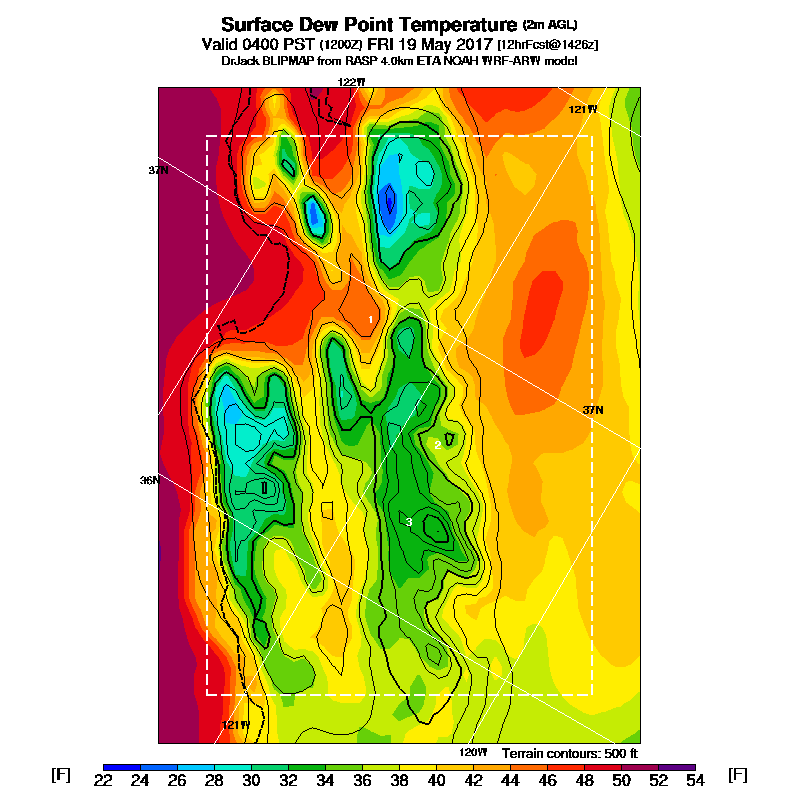 Surface Dew Point Temperature (2m AGL)
Valid 0400 PST (1200Z) FRI 19 May 2017 [12hrFcst@1426z]
DrJack BLIPMAP from RASP 4.0km ETA NOAH WRF-ARW model
122W
121W
37N
1
37N
2
36N
3
121W
120W
Terrain contours: 500 ft
[F] 22 24 26 28 30 32 34 36 38 40 42 44 46 48 50 52 54 [F]